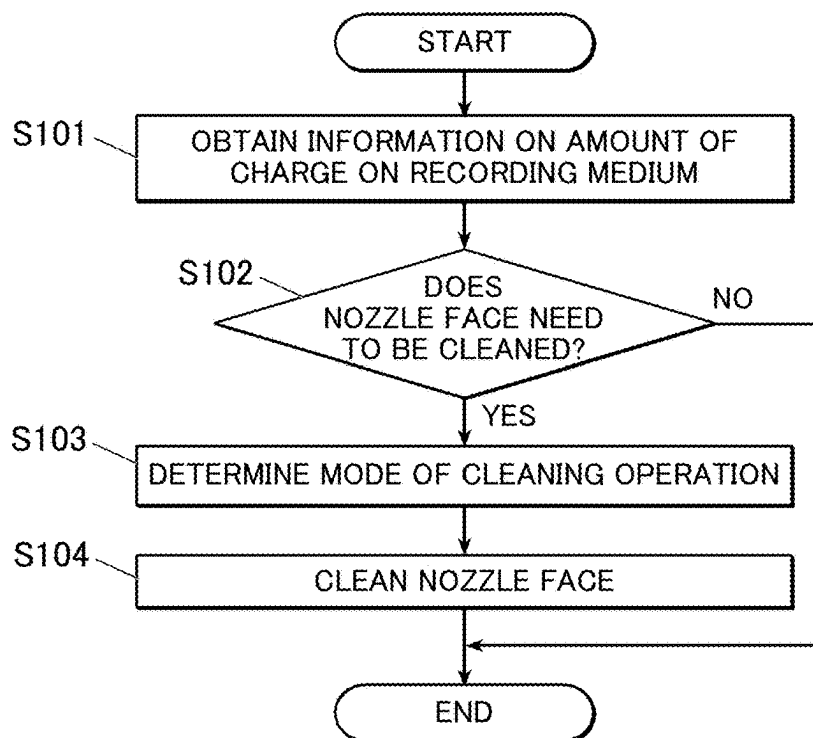 START
S101
OBTAIN INFORMATION ON AMOUNT OF
CHARGE ON RECORDING MEDIUM
S102
DOES
NOZZLE FACE NEED
TO BE CLEANED?
NO
YES
S103
DETERMINE MODE OF CLEANING OPERATION
S104
CLEAN NOZZLE FACE
END